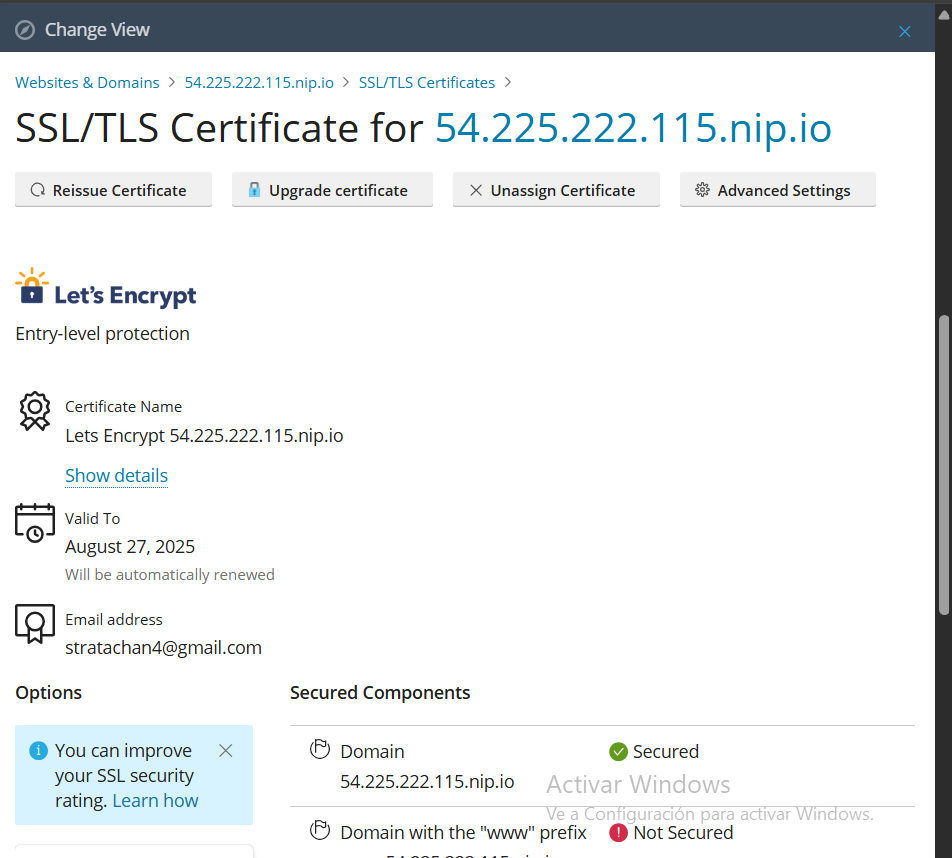 Change View
Websites & Domains > 54.225.222.115.nip.io > SSL/TLS Certificates >
SSL/TLS Certificate for 54.225.222.115.nip.io
Reissue Certificate Upgrade certificate Unassign Certificate Advanced Settings
Let's Encrypt
Entry-level protection
Certificate Name
Lets Encrypt 54.225.222.115.nip.io
Show details
Valid To
August 27, 2025
Will be automatically renewed
Email address
stratachan4@gmail.com
Options
You can improve
your SSL security
rating. Learn how
Secured Components
Domain Secured
54.225.222.115.nip.io
Activar Windows
Ve a Configuración para activar Windows.
Domain with the "www" prefix Not Secured